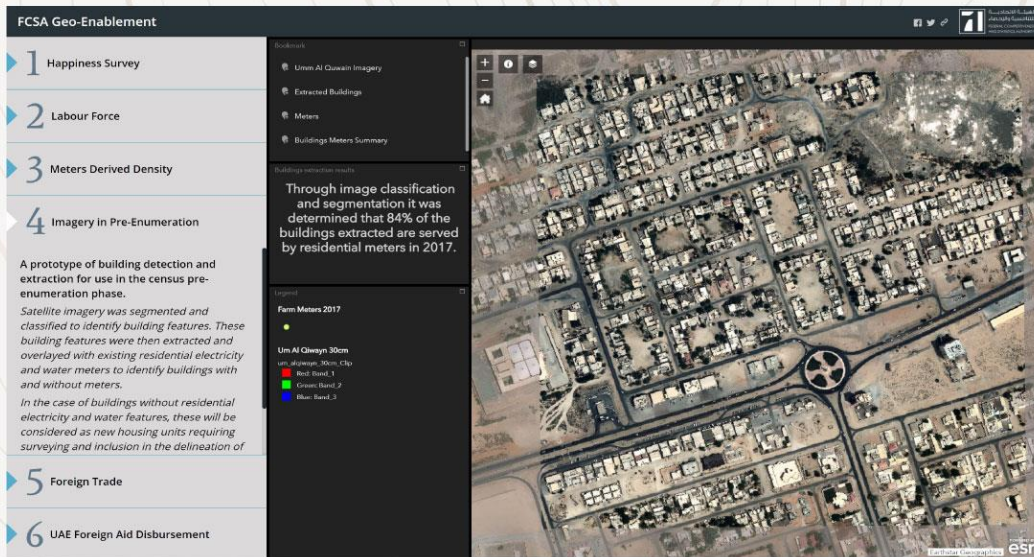 FCSA Geo-Enablement
1 Happiness Survey
2 Labour Force
3 Meters Derived Density
4 Imagery in Pre-Enumeration
A prototype of building detection and
extraction for use in the census pre-
enumeration phase.
Satellite imagery was segmented and
classified to identify building features. These
building features were then extracted and
overlayed with existing residential electricity
and water meters to identify buildings with
and without meters.
In the case of buildings without residential
electricity and water features, these will be
considered as new housing units requiring
surveying and inclusion in the delineation of
5 Foreign Trade
6 UAE Foreign Aid Disbursement
Bookmark
Umm Al Quwain Imagery
Extracted Buildings
Meters
Buildings Meters Summary
Buildings extraction results
Through image classification
and segmentation it was
determined that 84% of the
buildings extracted are served
by residential meters in 2017.
Legend
Farm Meters 2017
Um Al Qiwayn 30cm
um_alqiwayn_30cm_Clip
Red: Band_1
Green: Band_2
Blue: Band_3
Earthstar Geographics
esri